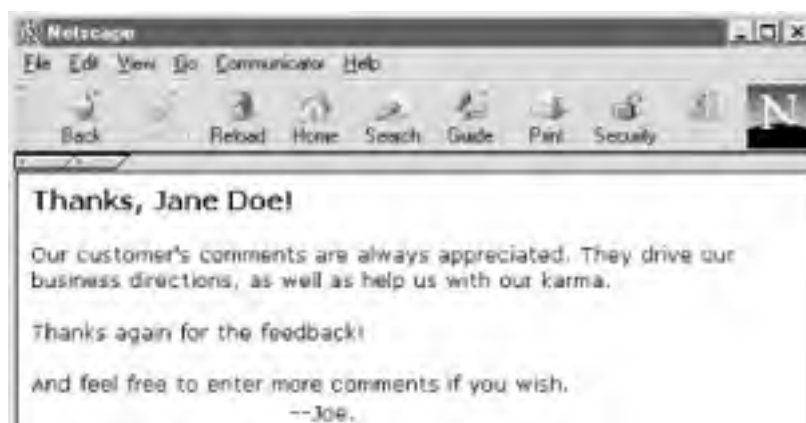 Netscape
File Edit View Go Communicator Help
Back Reload Home Search Guide Print Security
N
Thanks, Jane Doe!
Our customer's comments are always appreciated. They drive our
business directions, as well as help us with our karma.
Thanks again for the feedback!
And feel free to enter more comments if you wish.
--Joe.